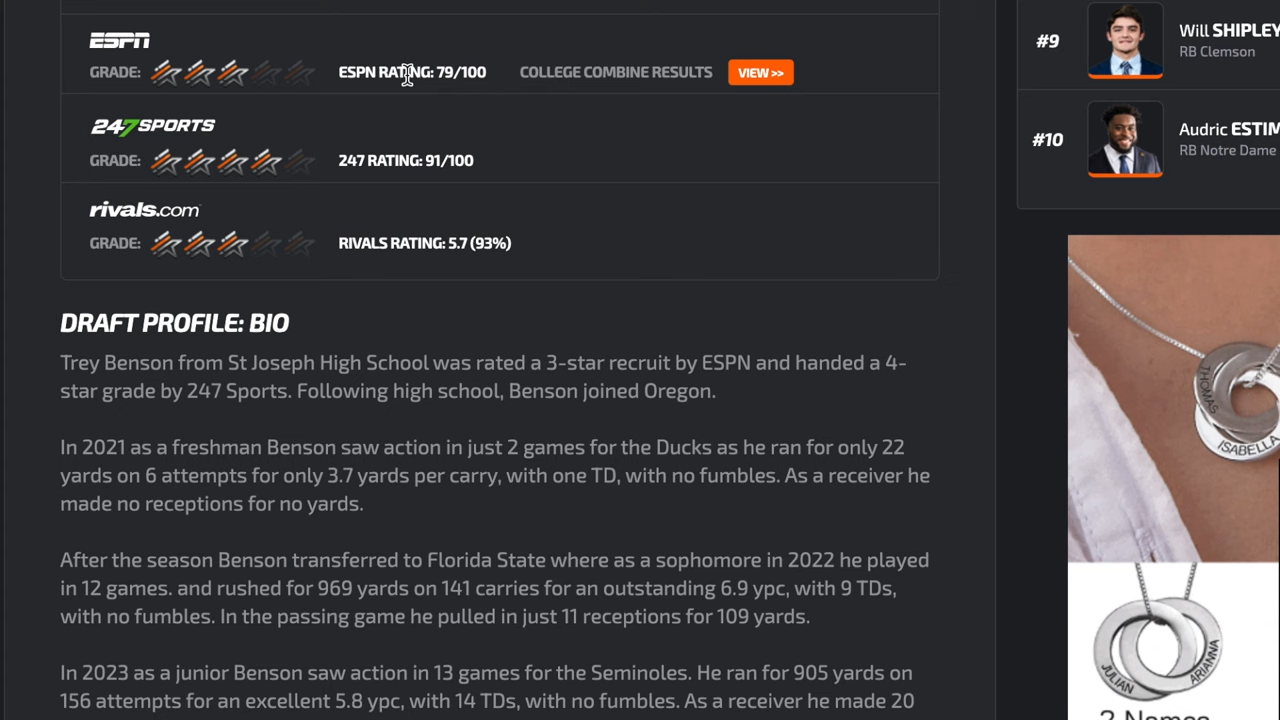 ESPN
GRADE: ESPN RATING: 79/100 COLLEGE COMBINE RESULTS VIEW >>
247SPORTS
GRADE: 247 RATING: 91/100
rivals.com
GRADE: RIVALS RATING: 5.7 (93%)
DRAFT PROFILE: BIO
Trey Benson from St Joseph High School was rated a 3-star recruit by ESPN and handed a 4-
star grade by 247 Sports. Following high school, Benson joined Oregon.
In 2021 as a freshman Benson saw action in just 2 games for the Ducks as he ran for only 22
yards on 6 attempts for only 3.7 yards per carry, with one TD, with no fumbles. As a receiver he
made no receptions for no yards.
After the season Benson transferred to Florida State where as a sophomore in 2022 he played
in 12 games. and rushed for 969 yards on 141 carries for an outstanding 6.9 ypc, with 9 TDs,
with no fumbles. In the passing game he pulled in just 11 receptions for 109 yards.
In 2023 as a junior Benson saw action in 13 games for the Seminoles. He ran for 905 yards on
156 attempts for an excellent 5.8 ypc, with 14 TDs, with no fumbles. As a receiver he made 20
#9
Will SHIPLEY
RB Clemson
#10
Audric ESTIM
RB Notre Dame
THOMAS
ISABELLA
JULIAN
ARIANNA
2 Names